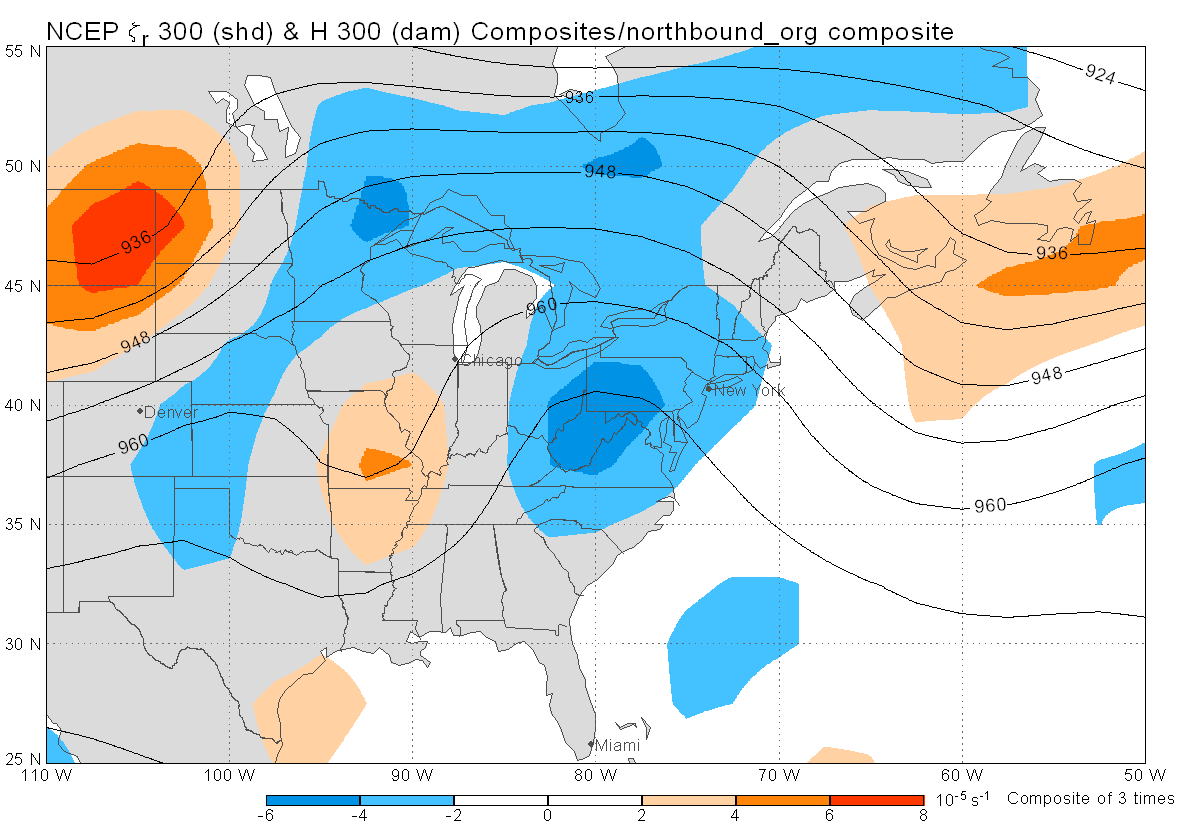 NCEP ζr 300 (shd) & H 300 (dam) Composites/northbound_org composite
55 N
924
936
50 N
948
936
936
45 N
960
948
Chicago
948
New York
40 N
Denver
960
960
35 N
30 N
Miami
25 N
110 W 100 W 90 W 80 W 70 W 60 W 50 W
-6 -4 -2 0 2 4 6 8 10⁻⁵ s⁻¹ Composite of 3 times